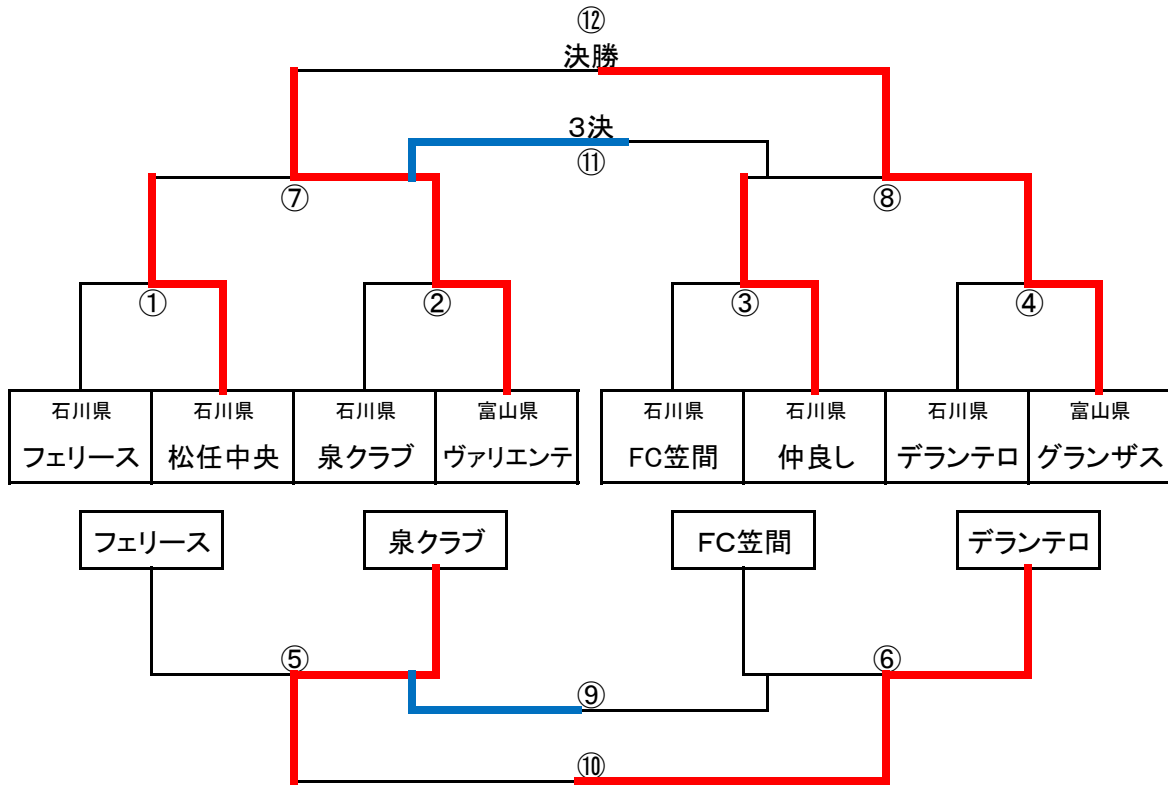 ⑫
決勝
３決
⑪
⑦
⑧
①
②
③
④
石川県 石川県 石川県 富山県 石川県 石川県 石川県 富山県
フェリース 松任中央 泉クラブ ヴァリエンテ FC笠間 仲良し デランテロ グランザス
フェリース 泉クラブ FC笠間 デランテロ
⑤
⑥
⑨
⑩